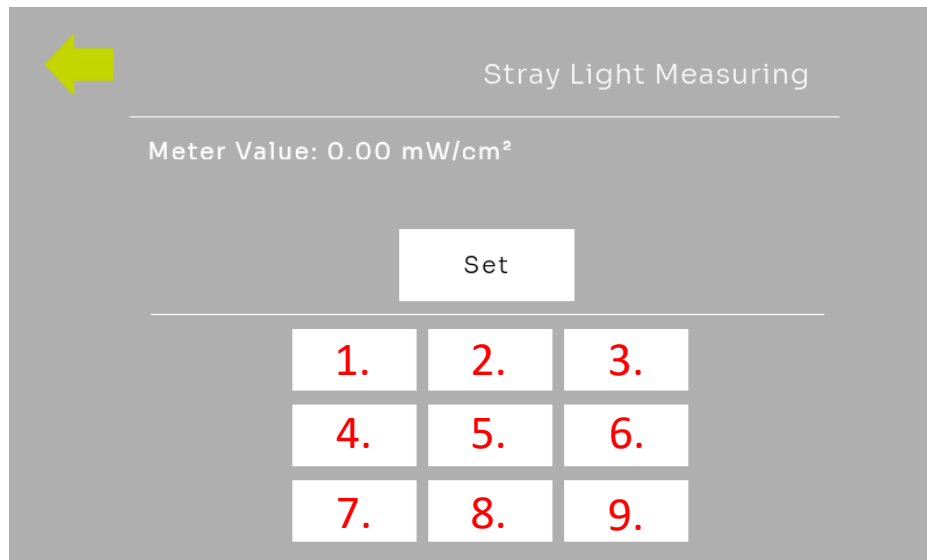 Stray Light Measuring
Meter Value: 0.00 mW/cm²
Set
1. 2. 3.
4. 5. 6.
7. 8. 9.